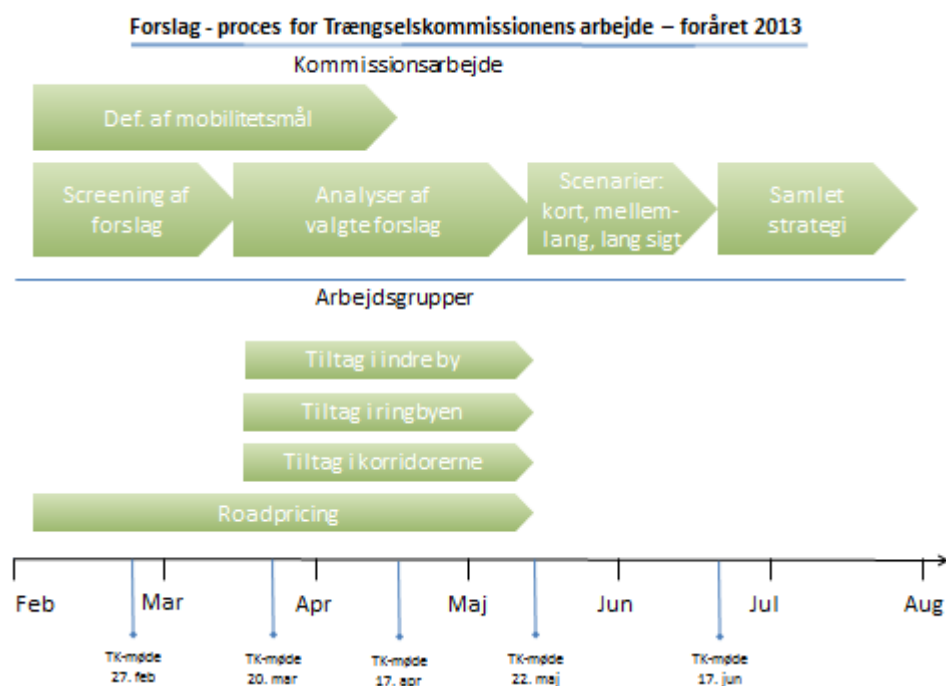 Forslag - proces for Trængselskommissionens arbejde – foråret 2013
Kommissionsarbejde
Def. af mobilitetsmål
Screening af
forslag
Analyser af
valgte forslag
Scenarier:
kort, mellem-
lang, lang sigt
Samlet
strategi
Arbejdsgrupper
Tiltag i indre by
Tiltag i ringbyen
Tiltag i korridorerne
Roadpricing
Feb
Mar
Apr
Maj
Jun
Jul
Aug
TK-møde
27. feb
TK-møde
20. mar
TK-møde
17. apr
TK-møde
22. maj
TK-møde
17. jun